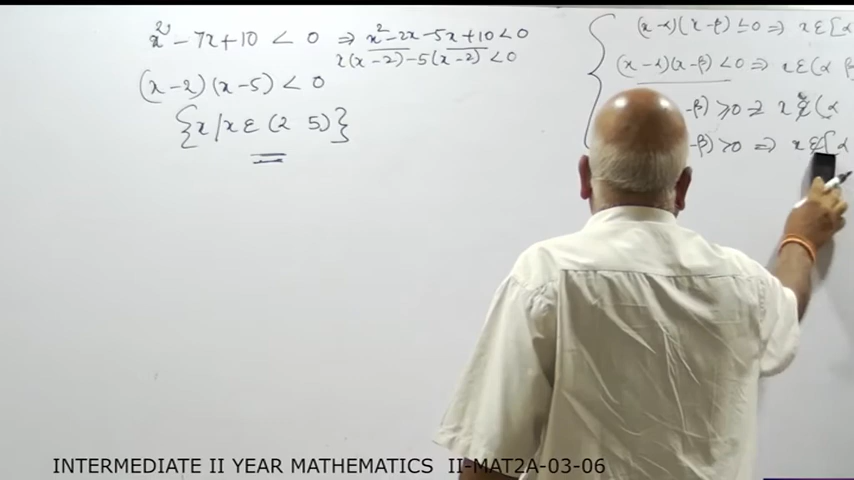 x² - 7x + 10 < 0 ⇒ x² - 2x - 5x + 10 < 0
x(x - 2) - 5(x - 2) < 0
(x - 2)(x - 5) < 0
{x/x ε (2 5)}
(x - α)(x - β) ≤ 0 ⇒ x ε [α
(x - α)(x - β) < 0 ⇒ x ε (α β
- β) ≥ 0 ⇒ x ∉ (α
- β) > 0 ⇒ x ∉ [α
INTERMEDIATE II YEAR MATHEMATICS II-MAT2A-03-06